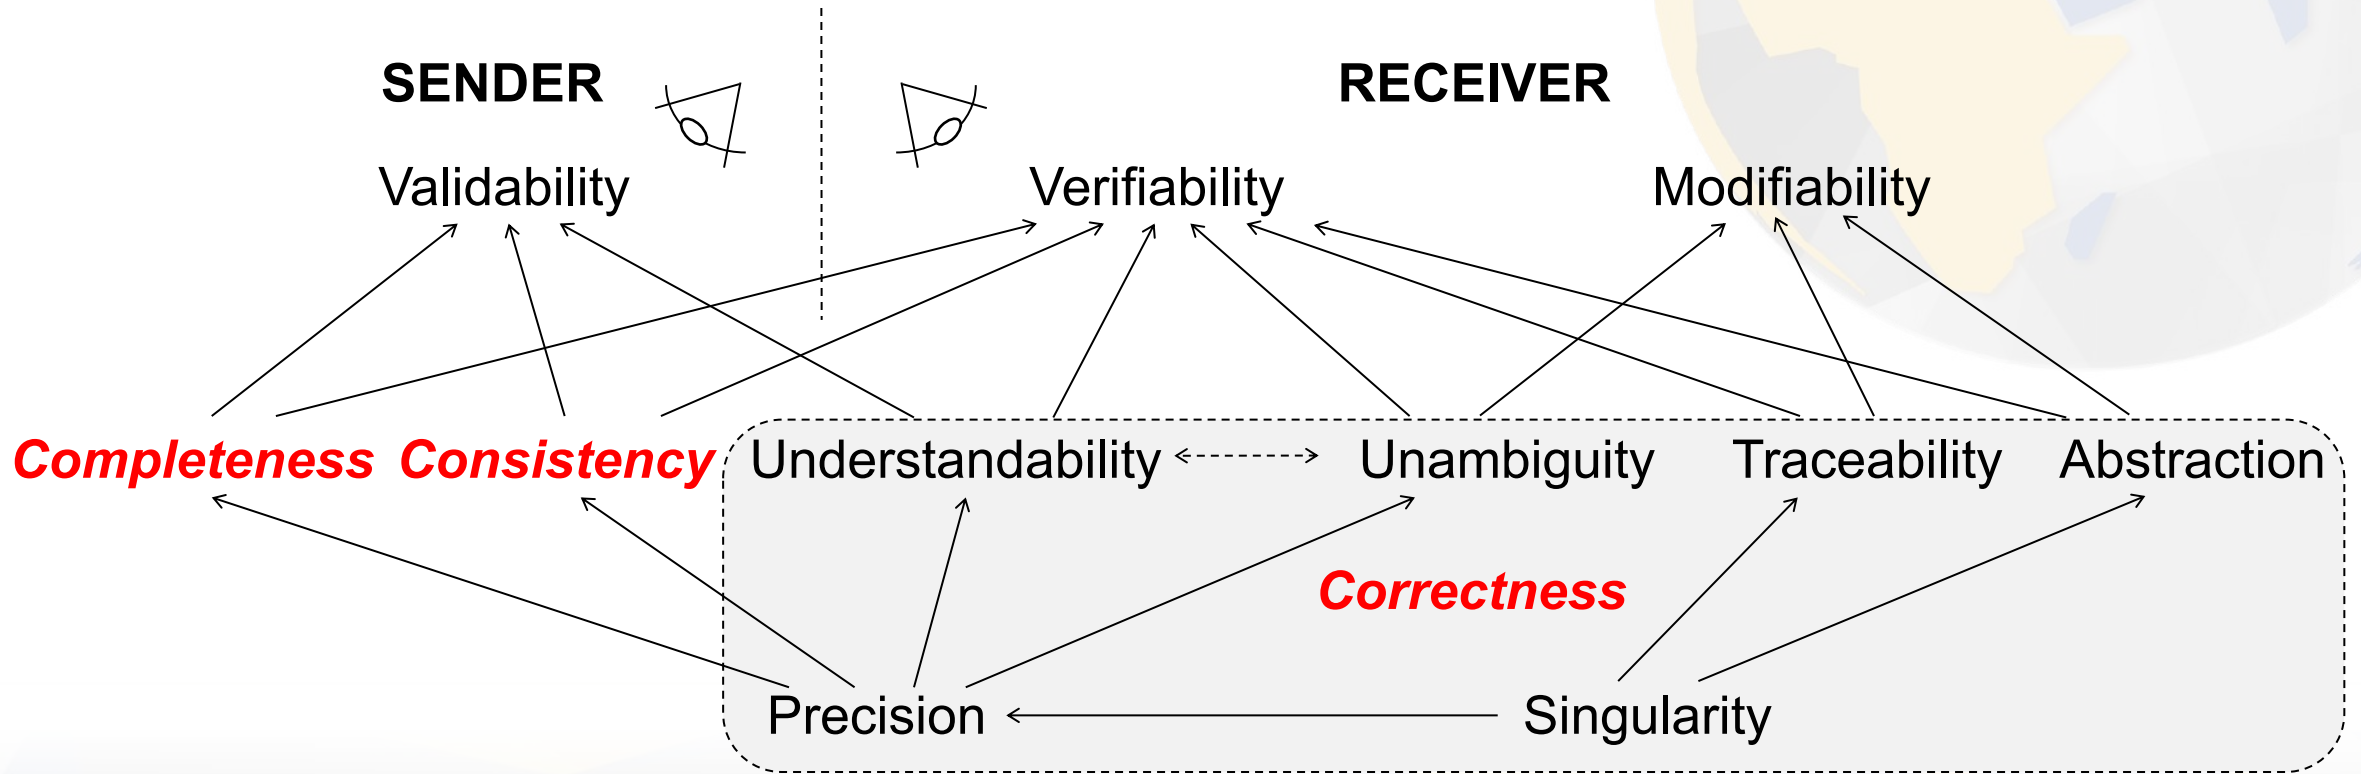 SENDER RECEIVER
Validability Verifiability Modifiability
Completeness Consistency Understandability Unambiguity Traceability Abstraction
Correctness
Precision Singularity